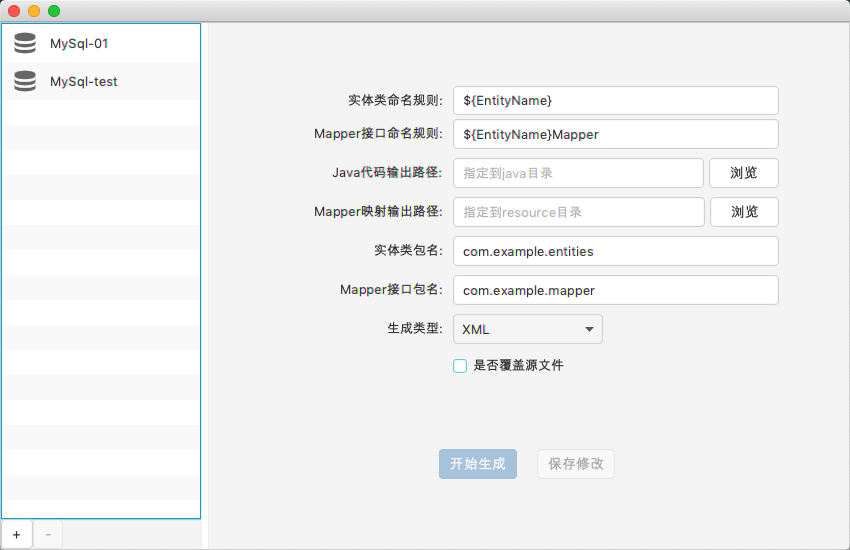 MySql-01
MySql-test
实体类命名规则: ${EntityName}
Mapper接口命名规则: ${EntityName}Mapper
Java代码输出路径: 指定到java目录 浏览
Mapper映射输出路径: 指定到resource目录 浏览
实体类包名: com.example.entities
Mapper接口包名: com.example.mapper
生成类型: XML
是否覆盖源文件
开始生成 保存修改
+ -